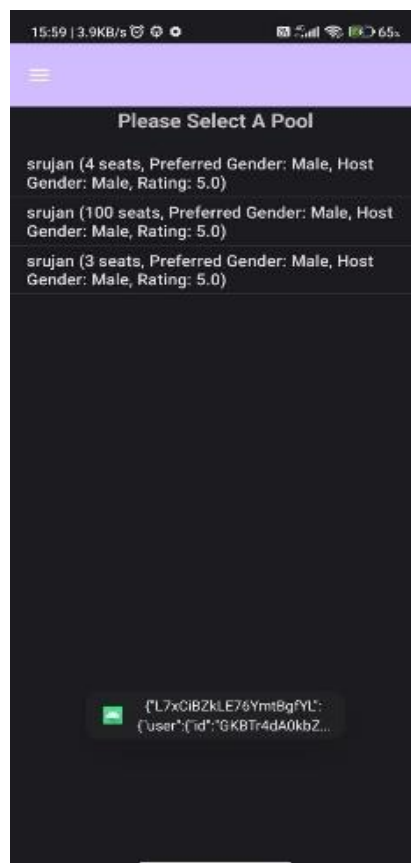 15:59 | 3.9KB/s
65%
Please Select A Pool
srujan (4 seats, Preferred Gender: Male, Host
Gender: Male, Rating: 5.0)
srujan (100 seats, Preferred Gender: Male, Host
Gender: Male, Rating: 5.0)
srujan (3 seats, Preferred Gender: Male, Host
Gender: Male, Rating: 5.0)
{"L7xCiBZkLE76YmtBgfYL":
{"user":{"id":"GKBTr4dA0kbZ...